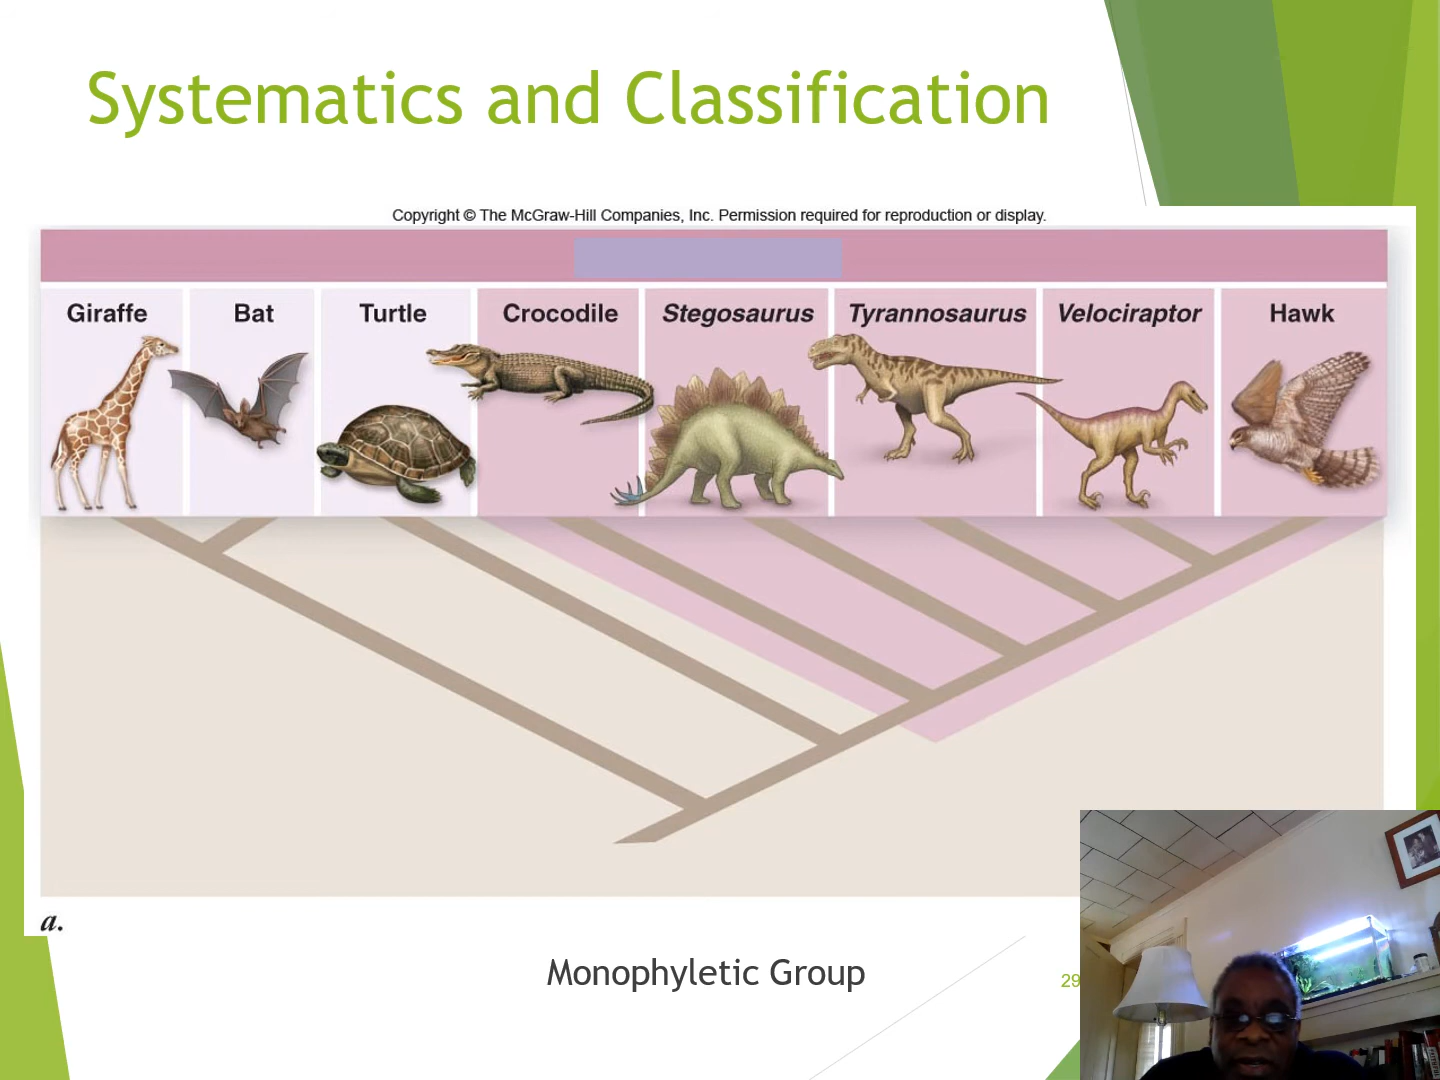 Systematics and Classification
Copyright © The McGraw-Hill Companies, Inc. Permission required for reproduction or display.
Giraffe Bat Turtle Crocodile Stegosaurus Tyrannosaurus Velociraptor Hawk
a.
Monophyletic Group
29